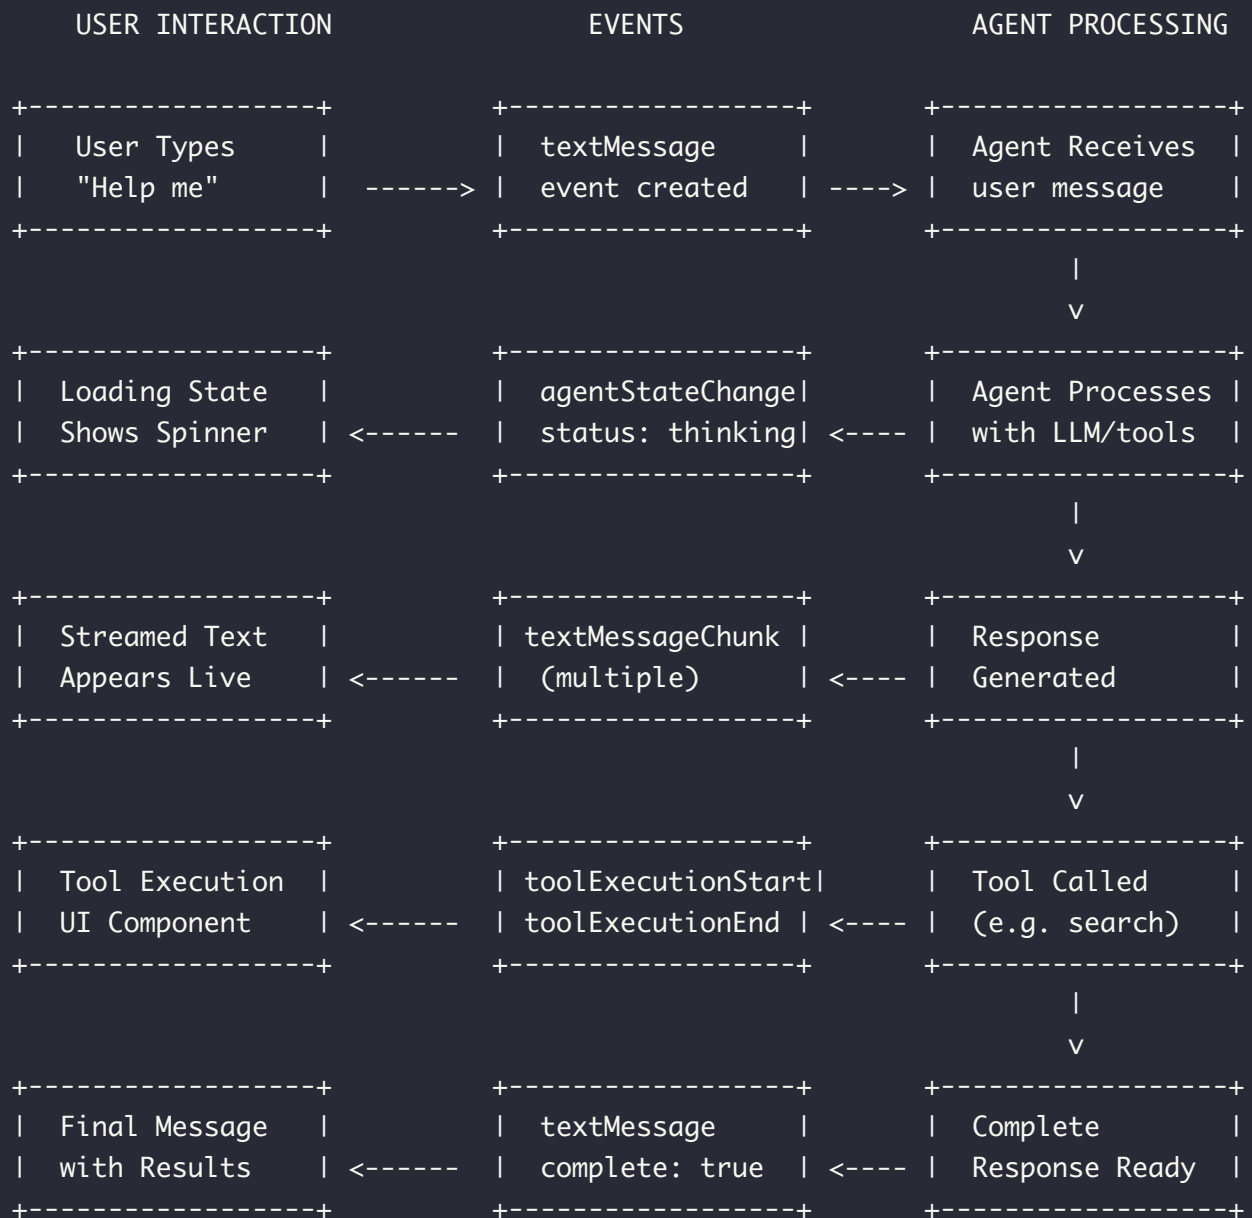 USER INTERACTION                EVENTS                  AGENT PROCESSING

+------------------+          +------------------+       +------------------+
|   User Types     |          |  textMessage     |       |  Agent Receives  |
|   "Help me"      |  ------> |  event created   | ----> |  user message    |
+------------------+          +------------------+       +------------------+
                                                                  |
                                                                  v
+------------------+          +------------------+       +------------------+
|  Loading State   |          |  agentStateChange|       |  Agent Processes |
|  Shows Spinner   | <------  |  status: thinking| <---- |  with LLM/tools  |
+------------------+          +------------------+       +------------------+
                                                                  |
                                                                  v
+------------------+          +------------------+       +------------------+
|  Streamed Text   |          | textMessageChunk |       |  Response        |
|  Appears Live    | <------  |  (multiple)      | <---- |  Generated       |
+------------------+          +------------------+       +------------------+
                                                                  |
                                                                  v
+------------------+          +------------------+       +------------------+
|  Tool Execution  |          | toolExecutionStart|      |  Tool Called     |
|  UI Component    | <------  | toolExecutionEnd | <---- |  (e.g. search)   |
+------------------+          +------------------+       +------------------+
                                                                  |
                                                                  v
+------------------+          +------------------+       +------------------+
|  Final Message   |          |  textMessage     |       |  Complete        |
|  with Results    | <------  |  complete: true  | <---- |  Response Ready  |
+------------------+          +------------------+       +------------------+